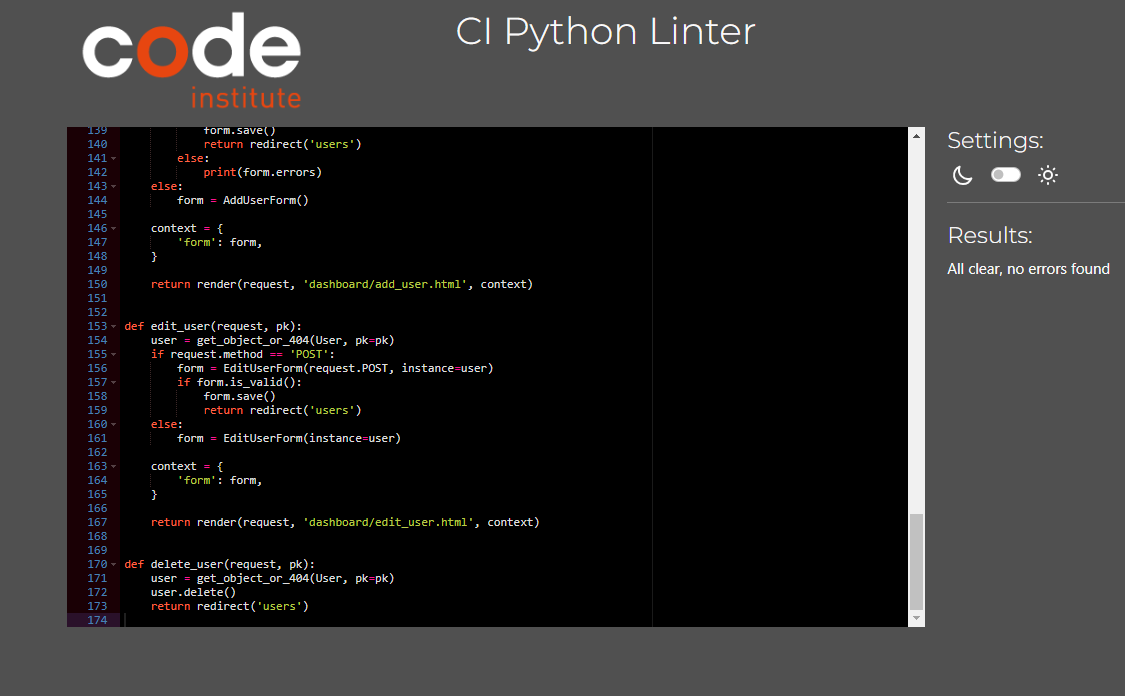 code
institute
CI Python Linter
139 form.save()
140 return redirect('users')
141 else:
142 print(form.errors)
143 else:
144 form = AddUserForm()
145
146 context = {
147 'form': form,
148 }
149
150 return render(request, 'dashboard/add_user.html', context)
151
152
153 def edit_user(request, pk):
154 user = get_object_or_404(User, pk=pk)
155 if request.method == 'POST':
156 form = EditUserForm(request.POST, instance=user)
157 if form.is_valid():
158 form.save()
159 return redirect('users')
160 else:
161 form = EditUserForm(instance=user)
162
163 context = {
164 'form': form,
165 }
166
167 return render(request, 'dashboard/edit_user.html', context)
168
169
170 def delete_user(request, pk):
171 user = get_object_or_404(User, pk=pk)
172 user.delete()
173 return redirect('users')
174
Settings:
Results:
All clear, no errors found